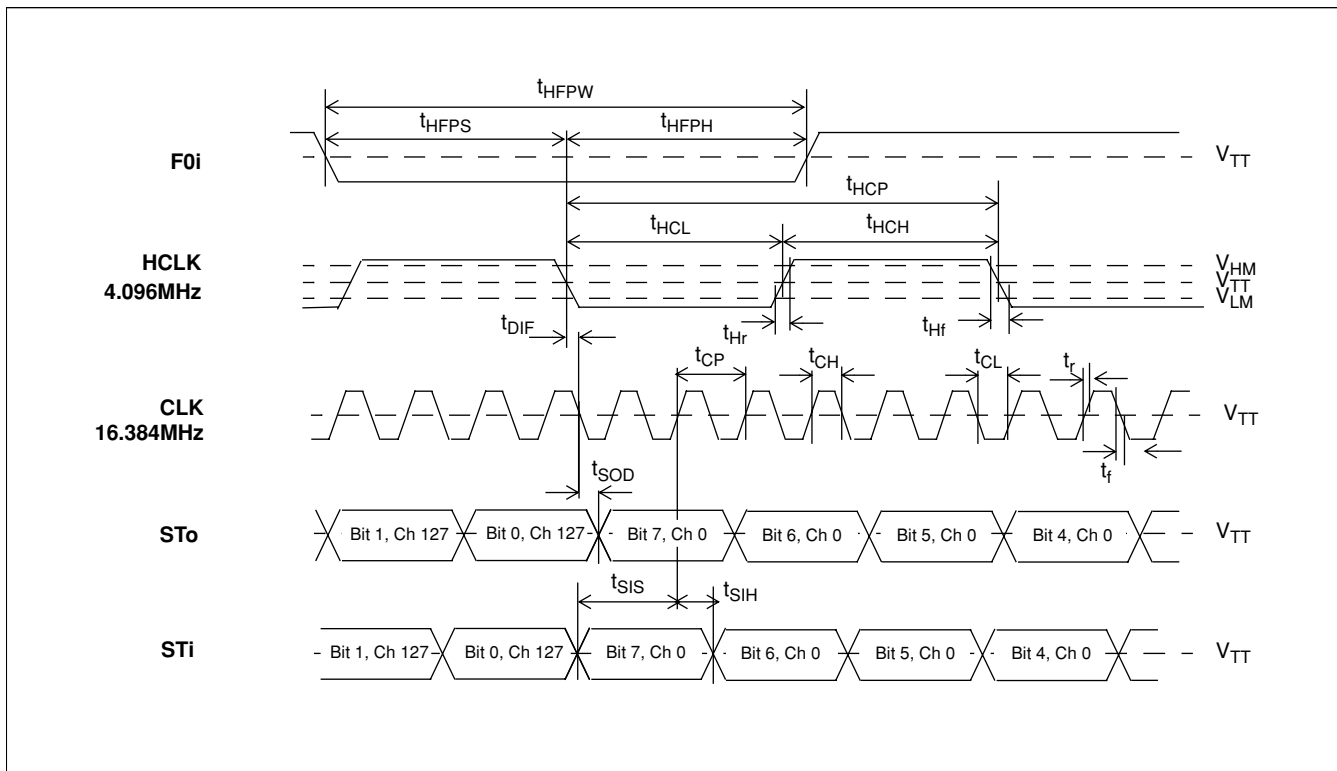 tHFPW
tHFPS tHFPH
F0i VTT
tHCP
tHCL tHCH
HCLK
4.096MHz
VHM
VTT
VLM
tDIF tHr tHf
tCP tCH tCL tr
CLK
16.384MHz
VTT
tf
tSOD
STo Bit 1, Ch 127 Bit 0, Ch 127 Bit 7, Ch 0 Bit 6, Ch 0 Bit 5, Ch 0 Bit 4, Ch 0 VTT
tSIS tSIH
STi Bit 1, Ch 127 Bit 0, Ch 127 Bit 7, Ch 0 Bit 6, Ch 0 Bit 5, Ch 0 Bit 4, Ch 0 VTT